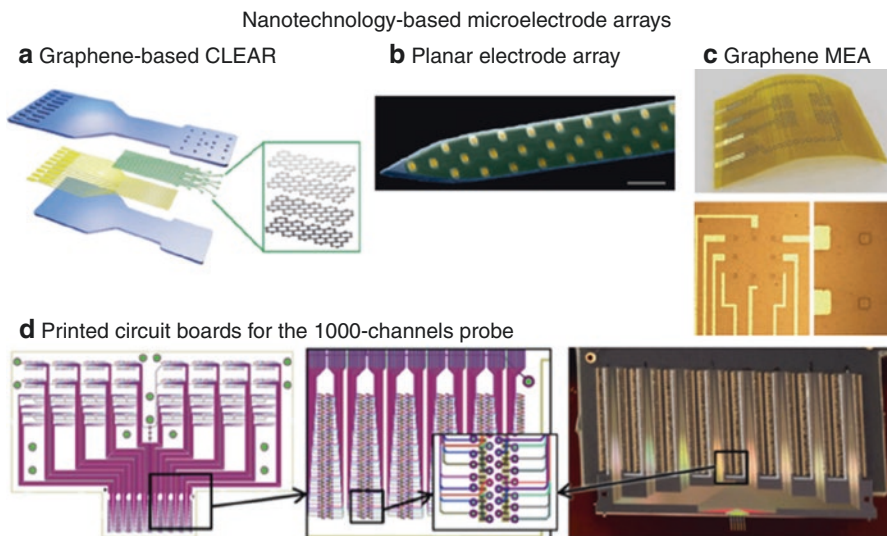 Nanotechnology-based microelectrode arrays
a Graphene-based CLEAR
b Planar electrode array
c Graphene MEA
d Printed circuit boards for the 1000-channels probe